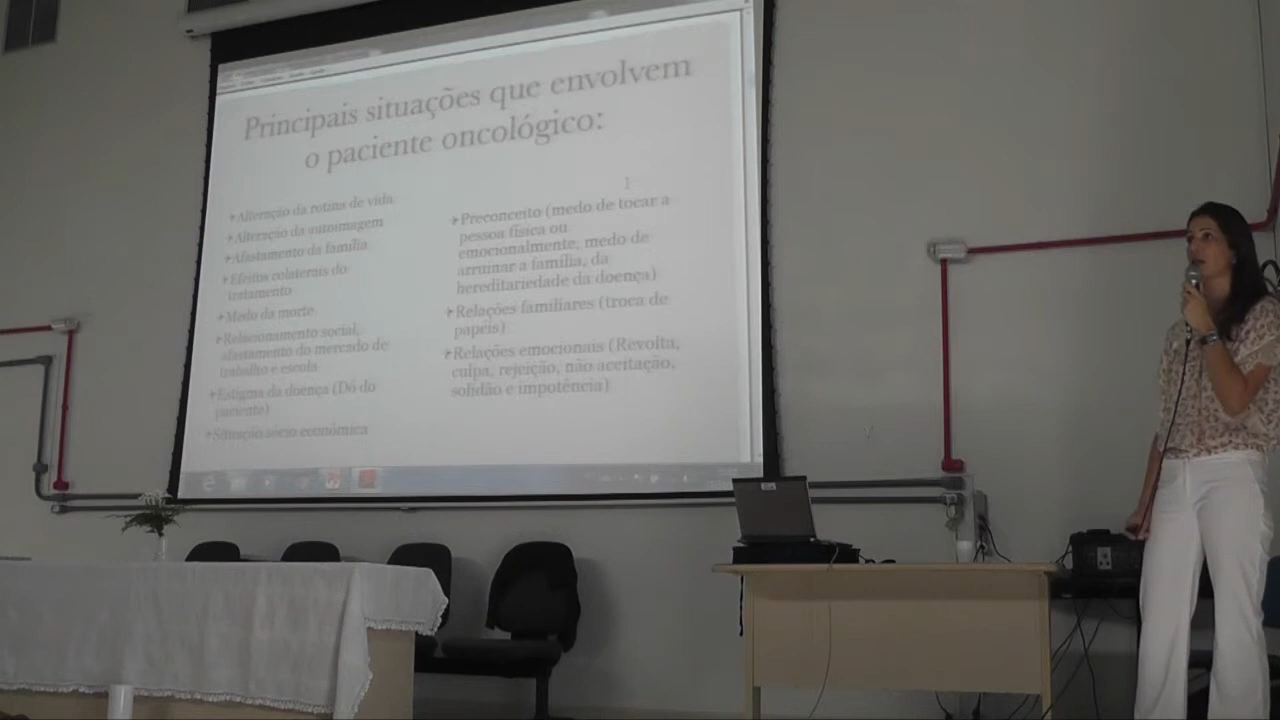 Principais situações que envolvem
o paciente oncológico:
Alteração da rotina de vida
Alteração da autoimagem
Afastamento da família
Efeitos colaterais do
tratamento
Medo da morte
Relacionamento social,
afastamento do mercado de
trabalho e escola
Estigma da doença (Dó do
paciente)
Situação sócio econômica
Preconceito (medo de tocar a
pessoa física ou
emocionalmente, medo de
arrumar a família, da
hereditariedade da doença)
Relações familiares (troca de
papéis)
Relações emocionais (Revolta,
culpa, rejeição, não aceitação,
solidão e impotência)